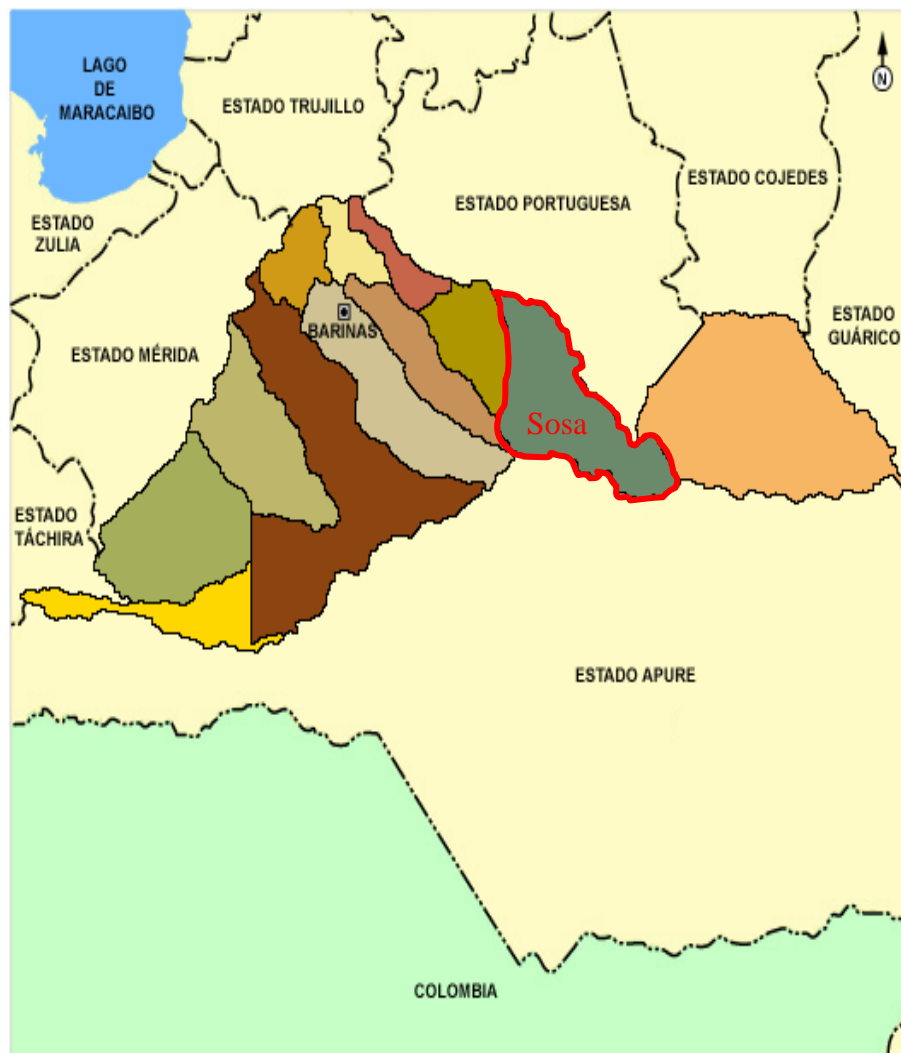 LAGO
DE
MARACAIBO
ESTADO TRUJILLO
N
ESTADO COJEDES
ESTADO PORTUGUESA
ESTADO
ZULIA
ESTADO
GUÁRICO
BARINAS
ESTADO MÉRIDA
Sosa
ESTADO
TÁCHIRA
ESTADO APURE
COLOMBIA